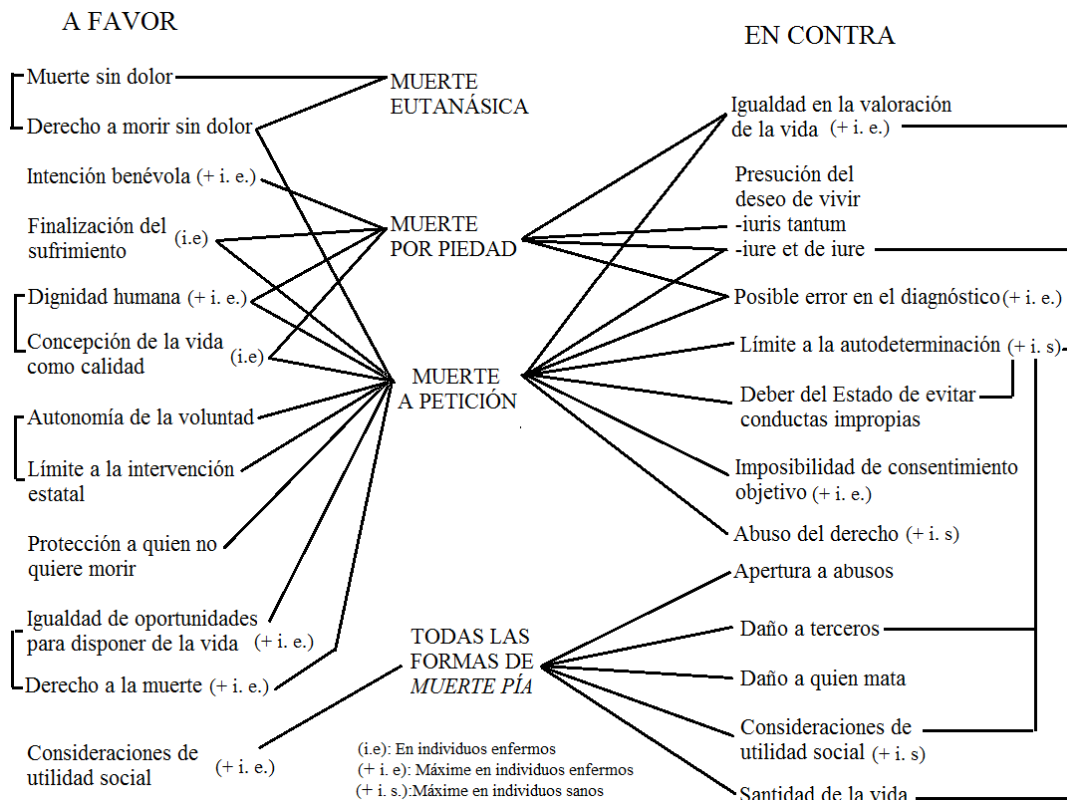 A FAVOR
Muerte sin dolor
Derecho a morir sin dolor
Intención benévola (+ i. e.)
Finalización del
sufrimiento (i.e)
Dignidad humana (+ i. e.)
Concepción de la vida
como calidad (i.e)
Autonomía de la voluntad
Límite a la intervención
estatal
Protección a quien no
quiere morir
Igualdad de oportunidades
para disponer de la vida (+ i. e.)
Derecho a la muerte (+ i. e.)
Consideraciones de
utilidad social (+ i. e.)
MUERTE
EUTANÁSICA
MUERTE
POR PIEDAD
MUERTE
A PETICIÓN
TODAS LAS
FORMAS DE
MUERTE PÍA
(i.e): En individuos enfermos
(+ i. e): Máxime en individuos enfermos
(+ i. s.):Máxime en individuos sanos
EN CONTRA
Igualdad en la valoración
de la vida (+ i. e.)
Presución del
deseo de vivir
-iuris tantum
-iure et de iure
Posible error en el diagnóstico (+ i. e.)
Límite a la autodeterminación (+ i. s)
Deber del Estado de evitar
conductas impropias
Imposibilidad de consentimiento
objetivo (+ i. e.)
Abuso del derecho (+ i. s)
Apertura a abusos
Daño a terceros
Daño a quien mata
Consideraciones de
utilidad social (+ i. s)
Santidad de la vida